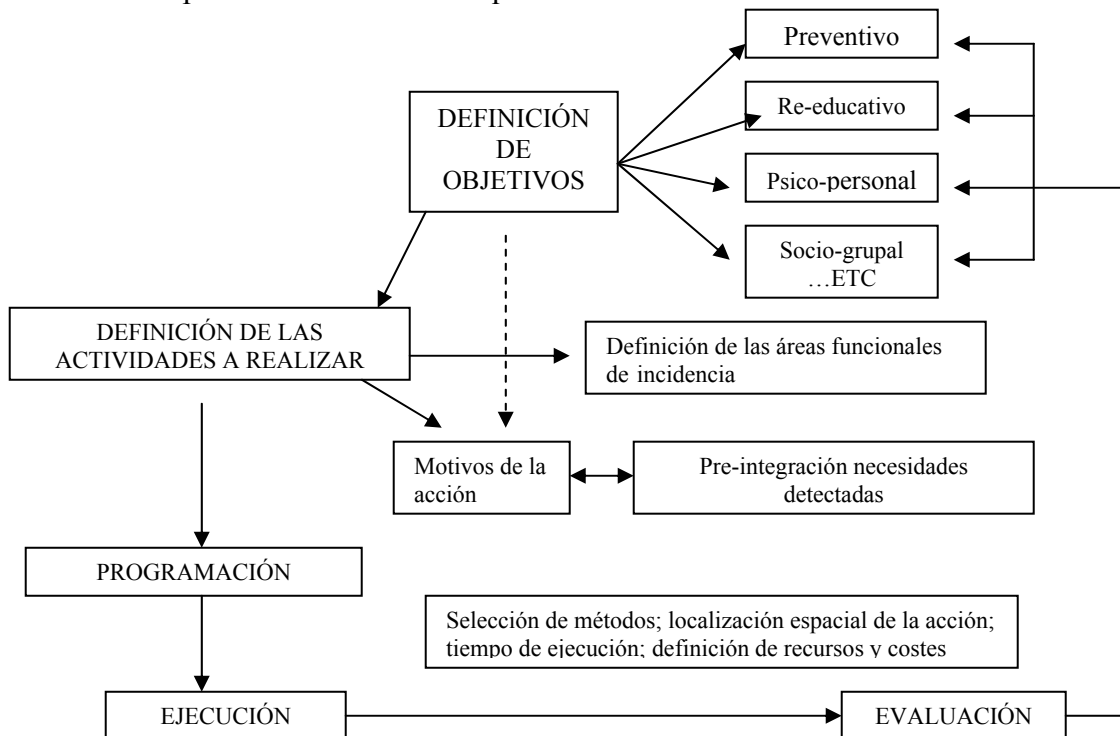 Preventivo
DEFINICIÓN
DE
OBJETIVOS
Re-educativo
Psico-personal
Socio-grupal
…ETC
DEFINICIÓN DE LAS
ACTIVIDADES A REALIZAR
Definición de las áreas funcionales
de incidencia
Motivos de la
acción
Pre-integración necesidades
detectadas
PROGRAMACIÓN
Selección de métodos; localización espacial de la acción;
tiempo de ejecución; definición de recursos y costes
EJECUCIÓN
EVALUACIÓN